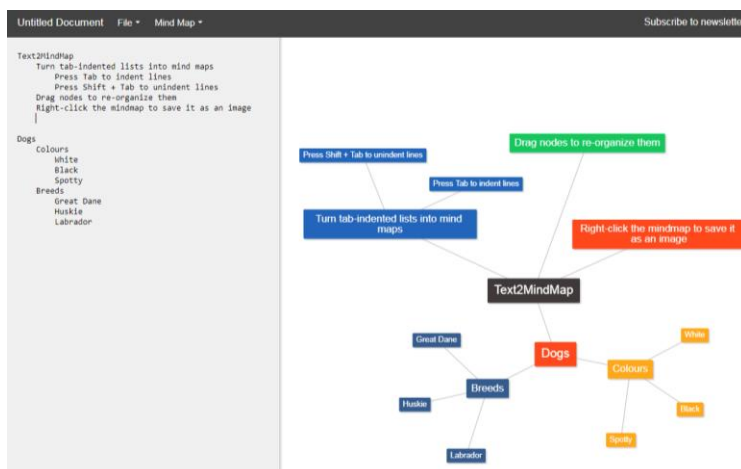 Untitled Document File Mind Map Subscribe to newslette
Text2MindMap
Turn tab-indented lists into mind maps
Press Tab to indent lines
Press Shift + Tab to unindent lines
Drag nodes to re-organize them
Right-click the mindmap to save it as an image
Dogs
Colours
White
Black
Spotty
Breeds
Great Dane
Huskie
Labrador
Drag nodes to re-organize them
Press Shift + Tab to unindent lines
Press Tab to indent lines
Turn tab-indented lists into mind
maps
Right-click the mindmap to save it
as an image
Text2MindMap
White
Great Dane
Dogs
Colours
Breeds
Huskie
Black
Spotty
Labrador